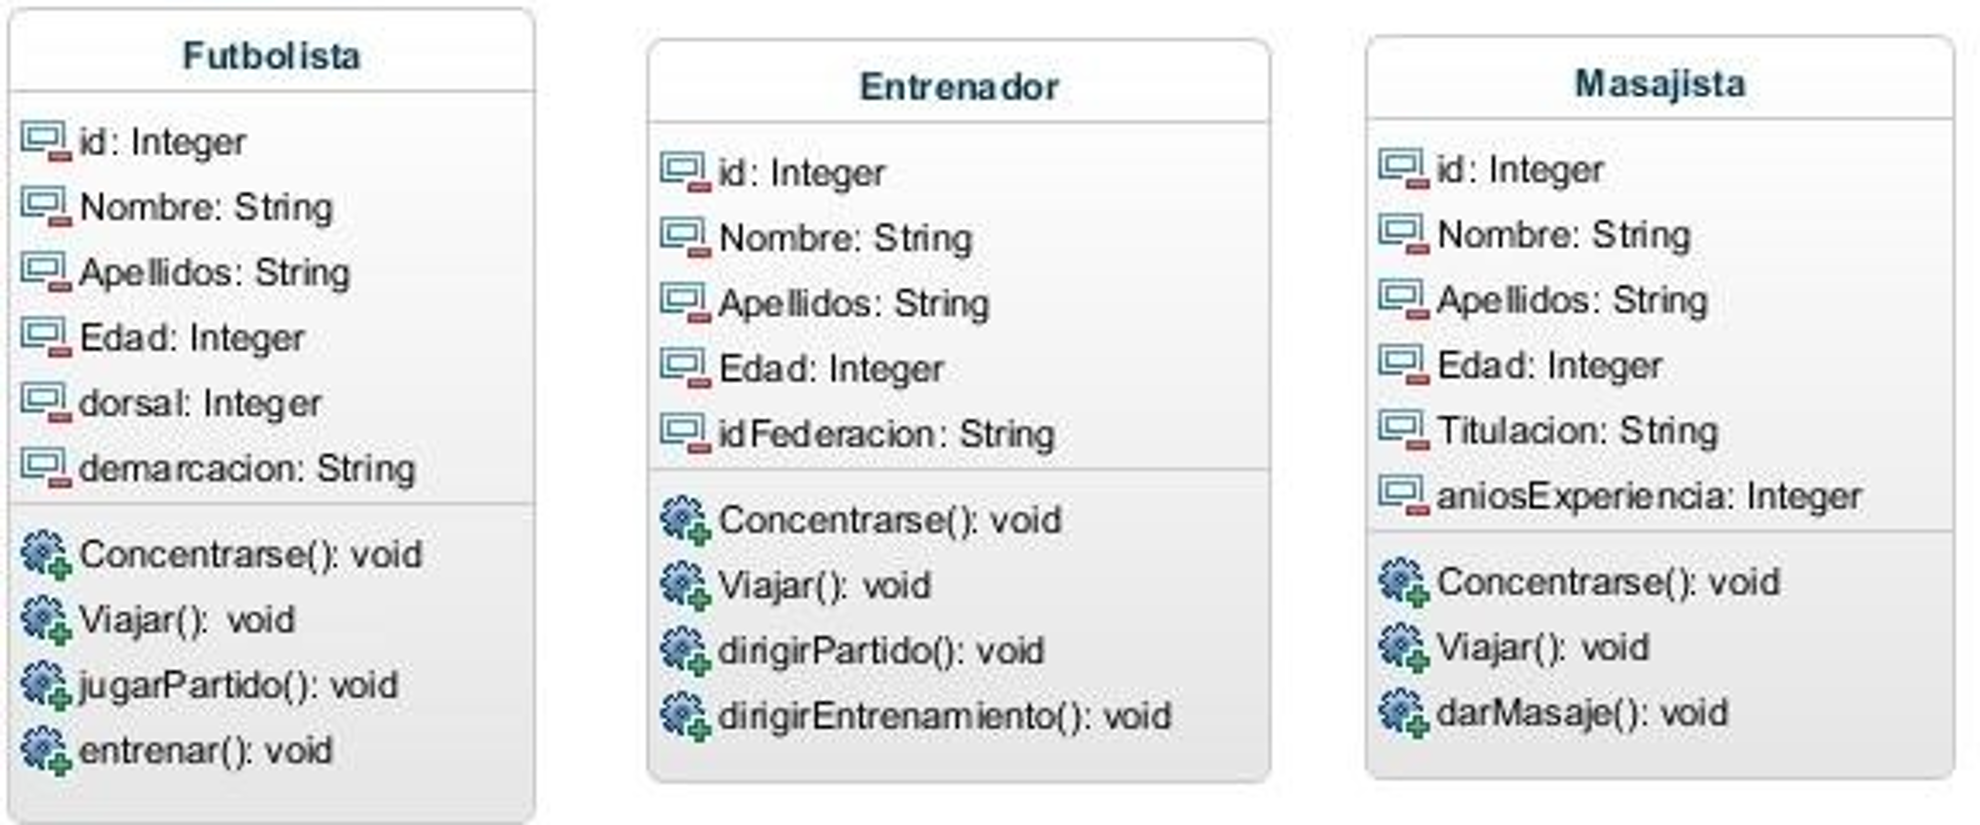 Futbolista
id: Integer
Nombre: String
Apellidos: String
Edad: Integer
dorsal: Integer
demarcacion: String
Concentrarse(): void
Viajar(): void
jugarPartido(): void
entrenar(): void
Entrenador
id: Integer
Nombre: String
Apellidos: String
Edad: Integer
idFederacion: String
Concentrarse(): void
Viajar(): void
dirigirPartido(): void
dirigirEntrenamiento(): void
Masajista
id: Integer
Nombre: String
Apellidos: String
Edad: Integer
Titulacion: String
aniosExperiencia: Integer
Concentrarse(): void
Viajar(): void
darMasaje(): void